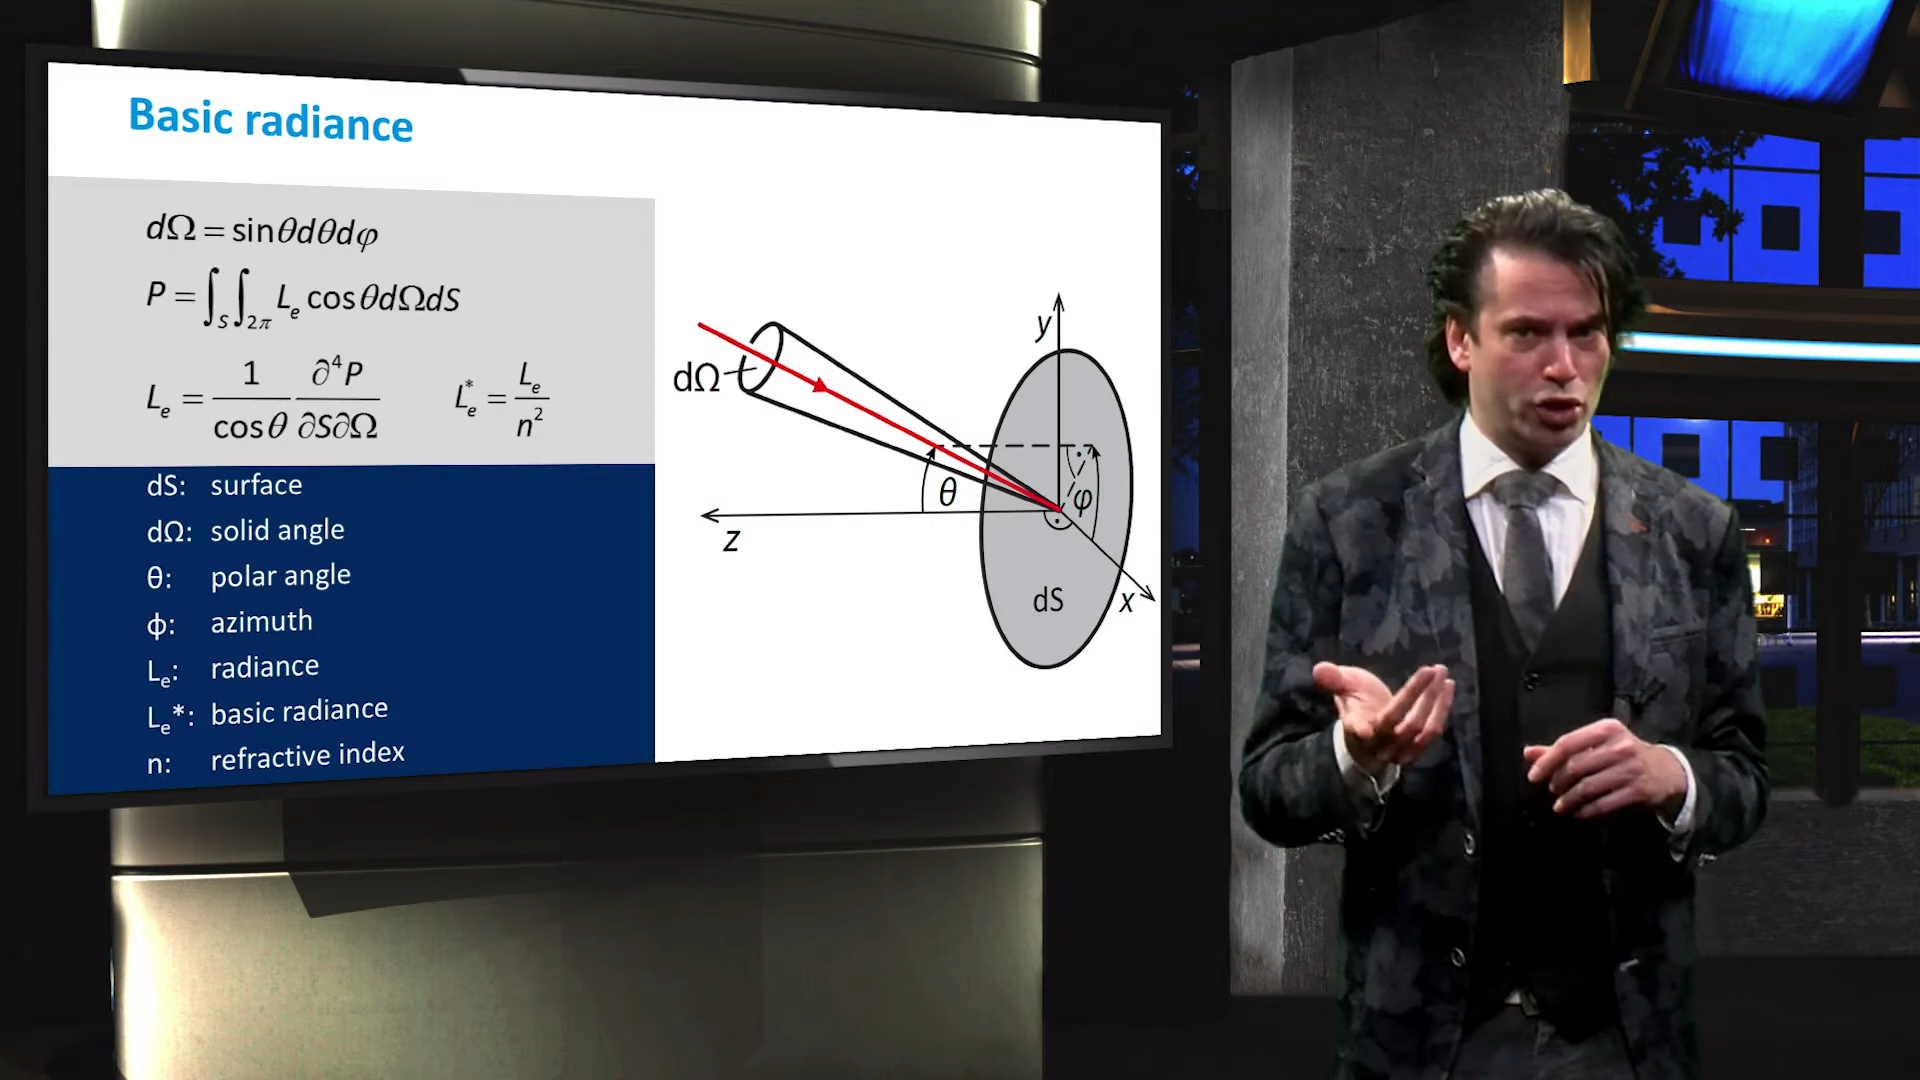 Basic radiance
dΩ = sinθdθdφ
P = ∫S ∫2π Le cosθdΩdS
Le = 1/cosθ ∂⁴P/∂S∂Ω    Le* = Le/n²
dS: surface
dΩ: solid angle
θ: polar angle
ϕ: azimuth
Le: radiance
Le*: basic radiance
n: refractive index
y
dΩ
θ
φ
z
dS
x